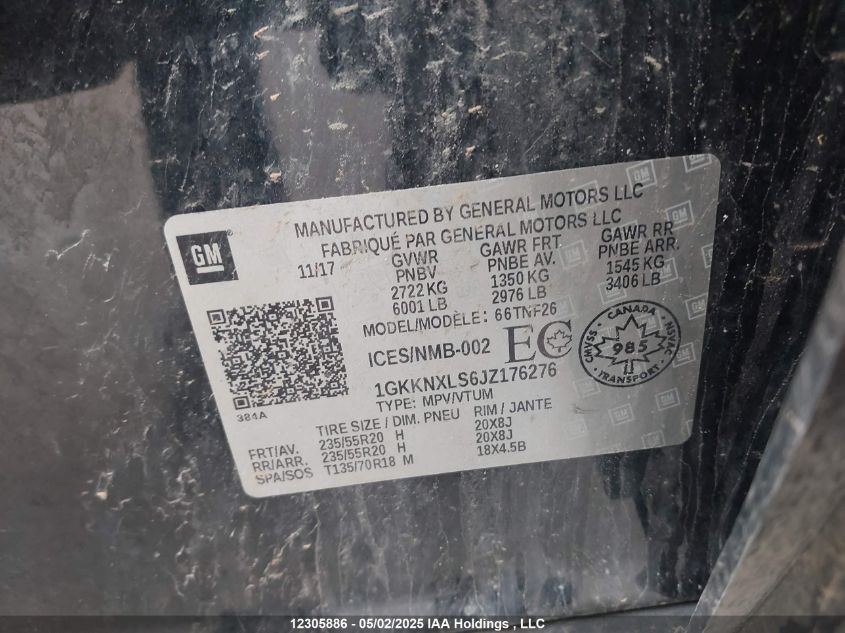 GM
MANUFACTURED BY GENERAL MOTORS LLC
FABRIQUÉ PAR GENERAL MOTORS LLC
11/17 GVWR GAWR FRT. GAWR RR
PNBV PNBE AV. PNBE ARR.
2722 KG 1350 KG 1545 KG
6001 LB 2976 LB 3406 LB
MODEL/MODÈLE: 66TNF26
ICES/NMB-002 EC
CANADA
985
CMVSS NSVAC
1GKKNXLS6JZ176276
TYPE: MPV/VTUM
384A
TIRE SIZE / DIM. PNEU RIM / JANTE
FRT/AV. 235/55R20 H 20X8J
RR/ARR. 235/55R20 H 20X8J
SPA/SOS T135/70R18 M 18X4.5B
12305886 - 05/02/2025 IAA Holdings , LLC